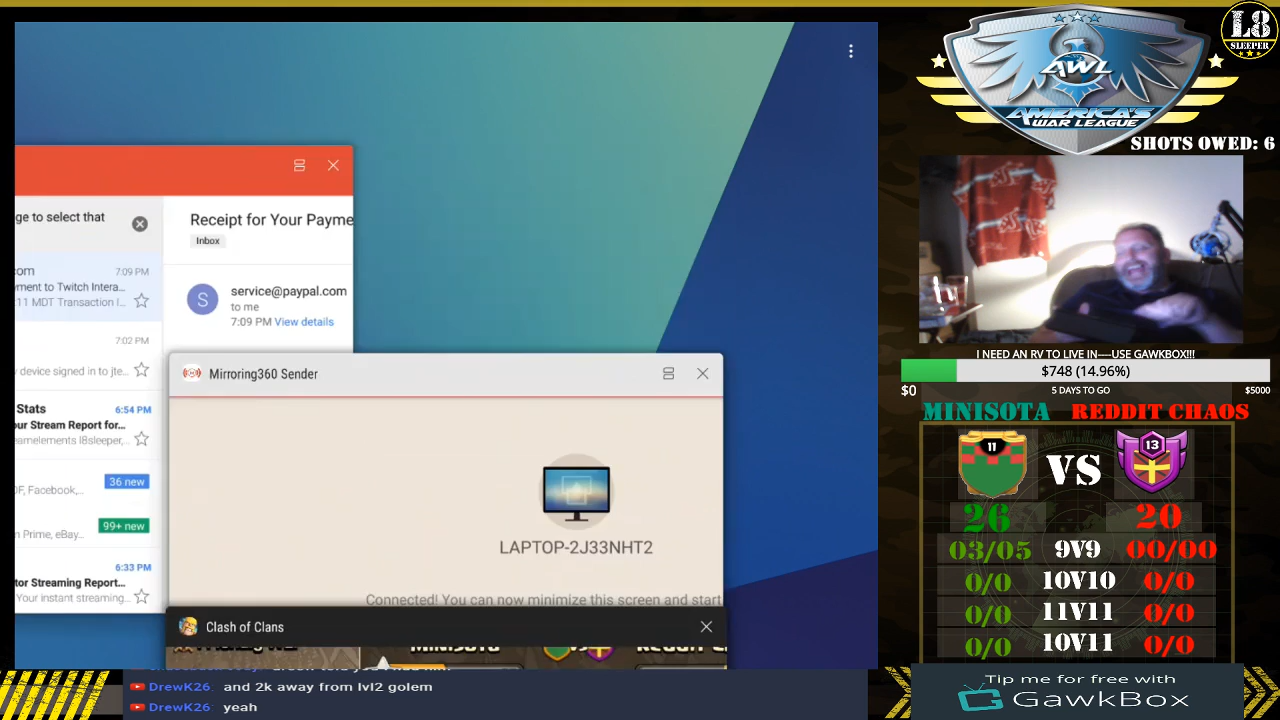 L8
SLEEPER
AWL
AMERICA'S
WAR LEAGUE
SHOTS OWED: 6
ge to select that
Receipt for Your Payme
Inbox
com
7:09 PM
ment to Twitch Intera...
:11 MDT Transaction I...
S
service@paypal.com
to me
7:09 PM View details
7:02 PM
device signed in to jte...
Stats
6:54 PM
our Stream Report for...
eamelements l8sleeper,...
36 new
OF, Facebook,...
99+ new
n Prime, eBay...
6:33 PM
tor Streaming Report...
Your instant streaming...
Mirroring360 Sender
LAPTOP-2J33NHT2
Connected! You can now minimize this screen and start
Clash of Clans
MINISOTA
REDDIT C
DrewK26: and 2k away from lvl2 golem
DrewK26: yeah
I NEED AN RV TO LIVE IN----USE GAWKBOX!!!
$748 (14.96%)
$0
5 DAYS TO GO
$5000
MINISOTA REDDIT CHAOS
11 VS 13
26 20
03/05 9V9 00/00
0/0 10V10 0/0
0/0 11V11 0/0
0/0 10V11 0/0
Tip me for free with
GawkBox